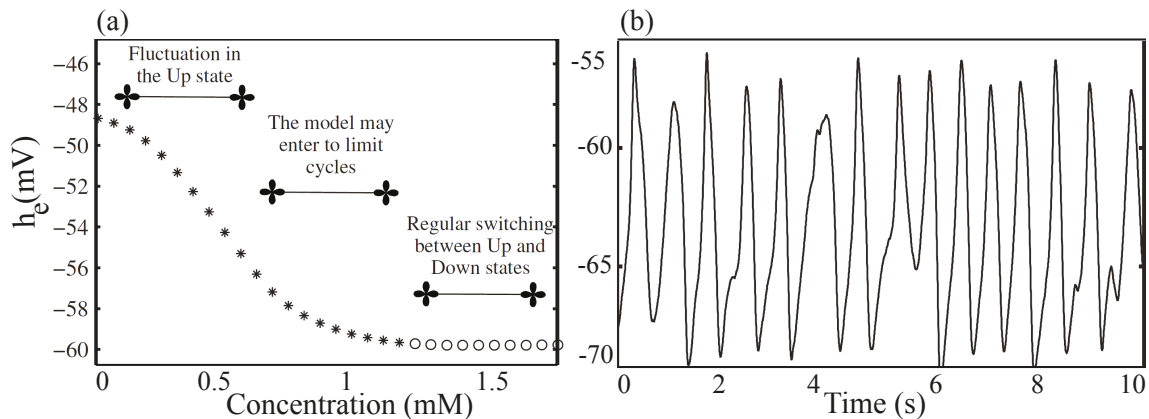 (a)
−46
−48
−50
−52
−54
−56
−58
−60
h_e(mV)
Fluctuation in
the Up state
The model may
enter to limit
cycles
Regular switching
between Up and
Down states
0
0.5
1
1.5
Concentration (mM)
(b)
-55
-60
-65
-70
0
2
4
6
8
10
Time (s)